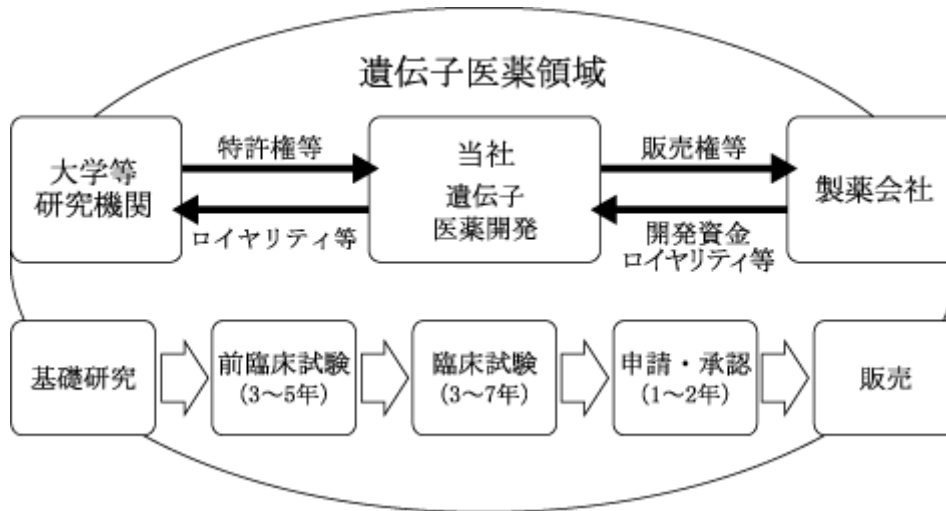 遺伝子医薬領域
大学等
研究機関
特許権等
ロイヤリティ等
当社
遺伝子
医薬開発
販売権等
開発資金
ロイヤリティ等
製薬会社
基礎研究
前臨床試験
(3～5年)
臨床試験
(3～7年)
申請・承認
(1～2年)
販売